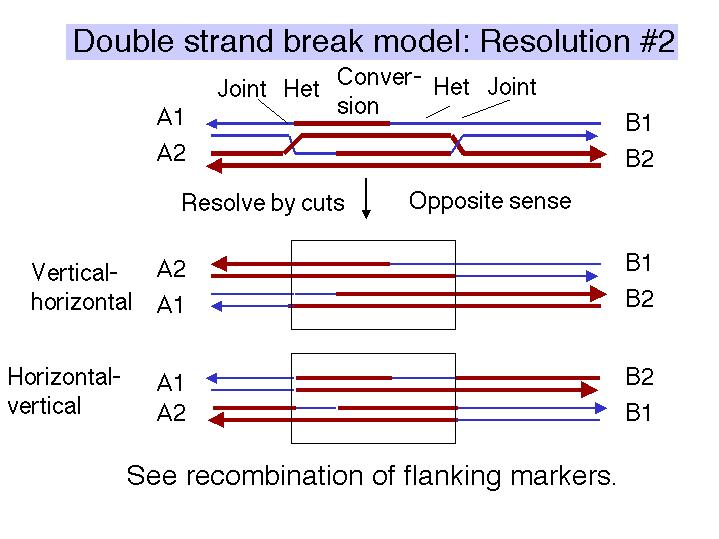 Double strand break model: Resolution #2
Joint Het Conver- Het Joint
sion
A1 B1
A2 B2
Resolve by cuts Opposite sense
Vertical- A2 B1
horizontal A1 B2
Horizontal- A1 B2
vertical A2 B1
See recombination of flanking markers.